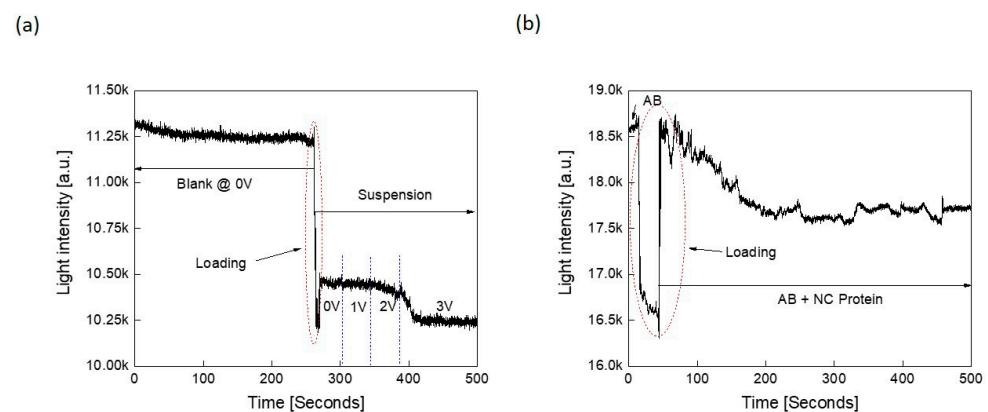 (a)
(b)
11.50k
11.25k
11.00k
10.75k
10.50k
10.25k
10.00k
Light intensity [a.u.]
Blank @ 0V
Suspension
Loading
0V
1V
2V
3V
0 100 200 300 400 500
Time [Seconds]
19.0k
18.5k
18.0k
17.5k
17.0k
16.5k
16.0k
Light intensity [a.u.]
AB
Loading
AB + NC Protein
0 100 200 300 400 500
Time [Seconds]